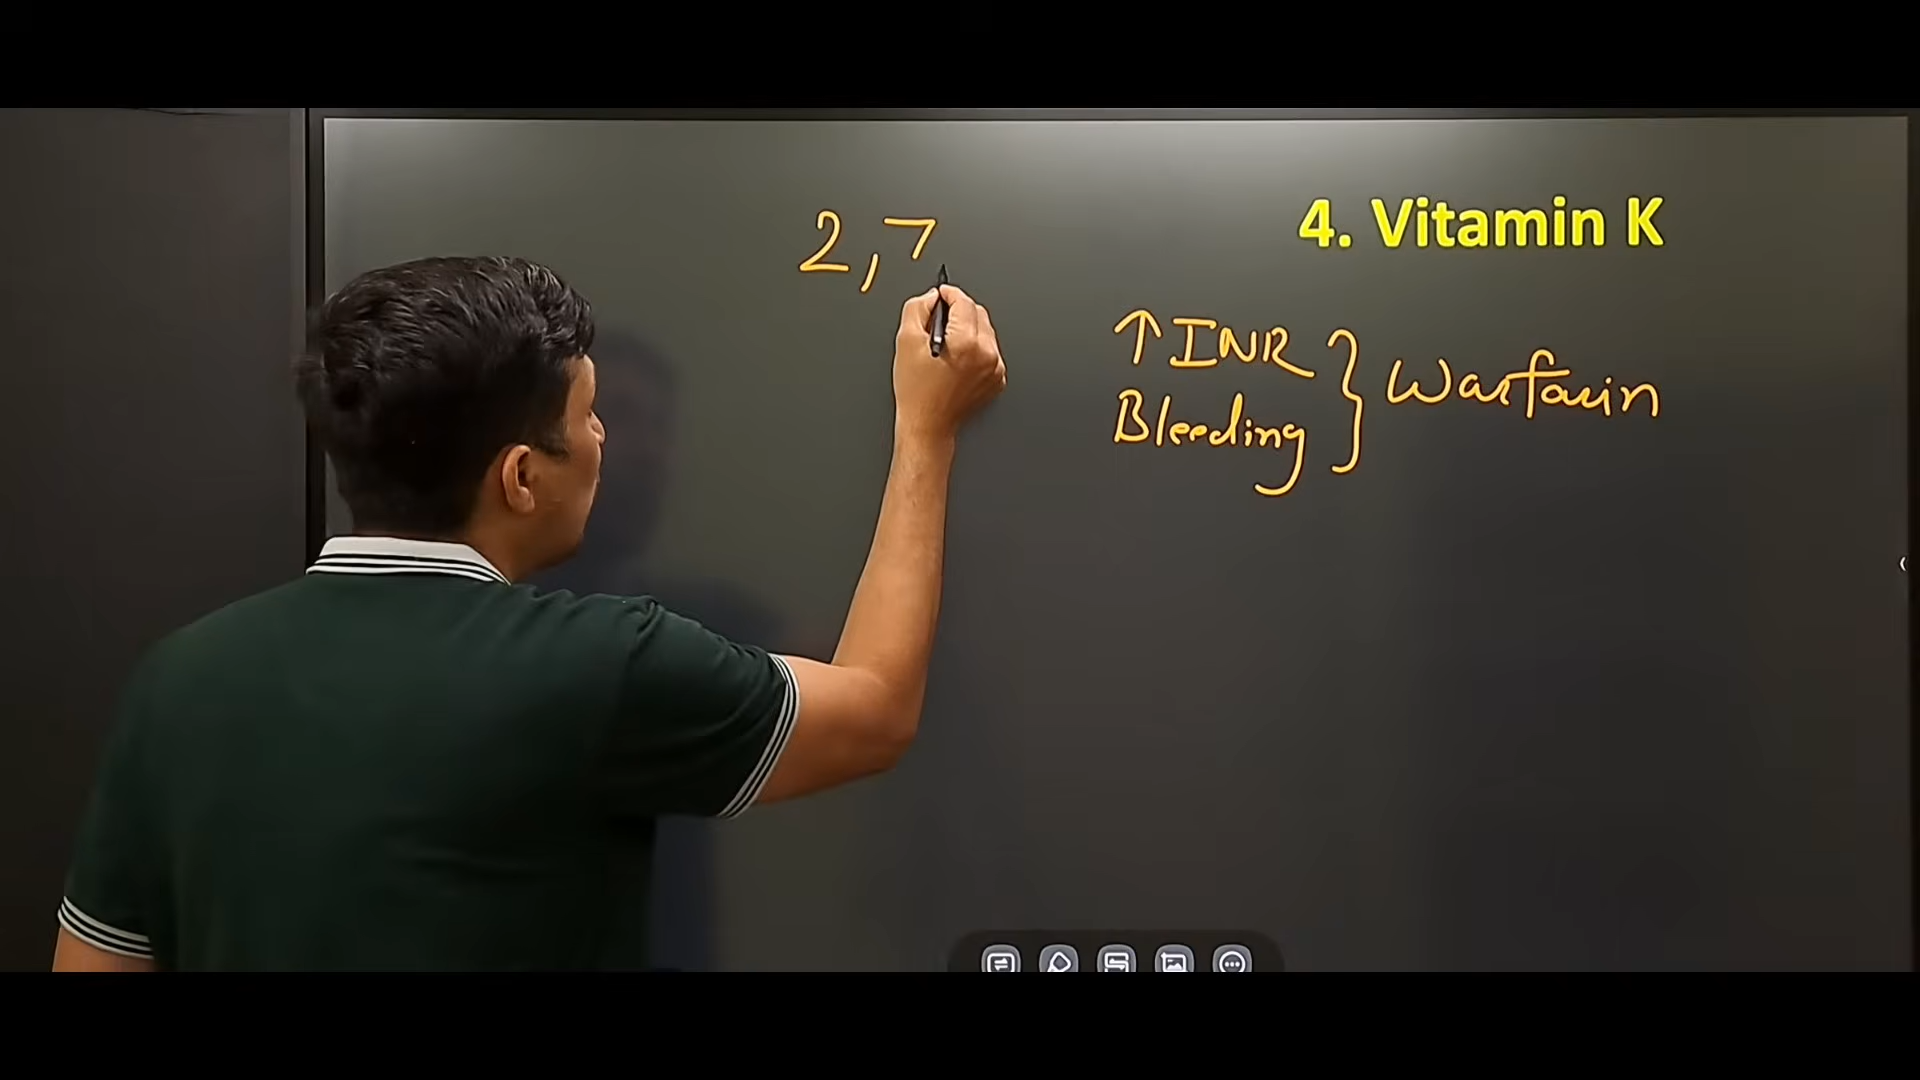 4. Vitamin K
2,7
↑ INR
Bleeding
} Warfarin